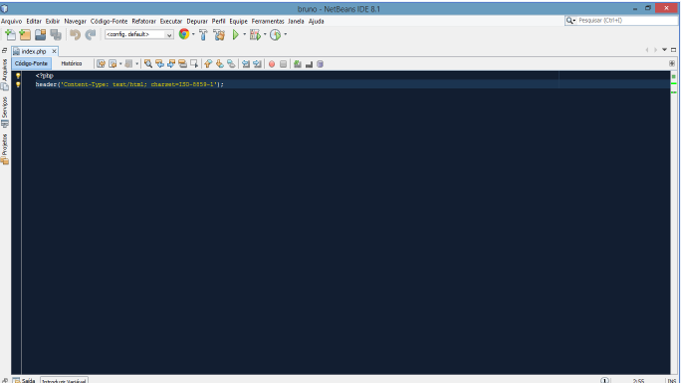 bruno - NetBeans IDE 8.1
Arquivo Editar Exibir Navegar Código-Fonte Refatorar Executar Depurar Perfil Equipe Ferramentas Janela Ajuda
Pesquisar (Ctrl+I)
<config. default>
index.php
Código-Fonte Histórico
<?php
header('Content-Type: text/html; charset=ISO-8859-1');
Arquivos
Serviços
Projetos
Saída
Introduzir Variável
1
2:55
INS